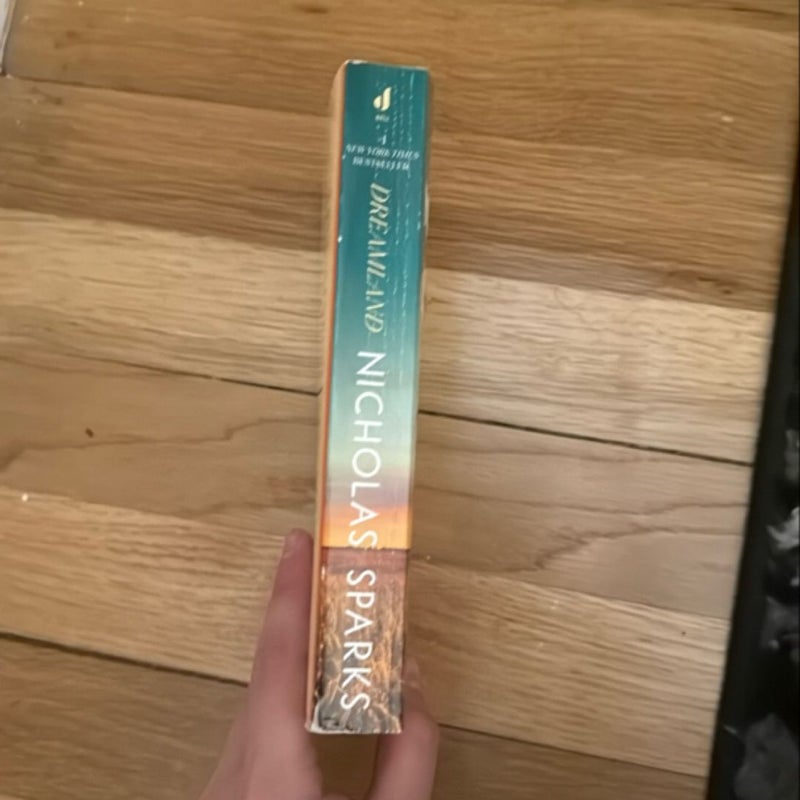 NEW YORK TIMES
BESTSELLER
DREAMLAND
NICHOLAS SPARKS